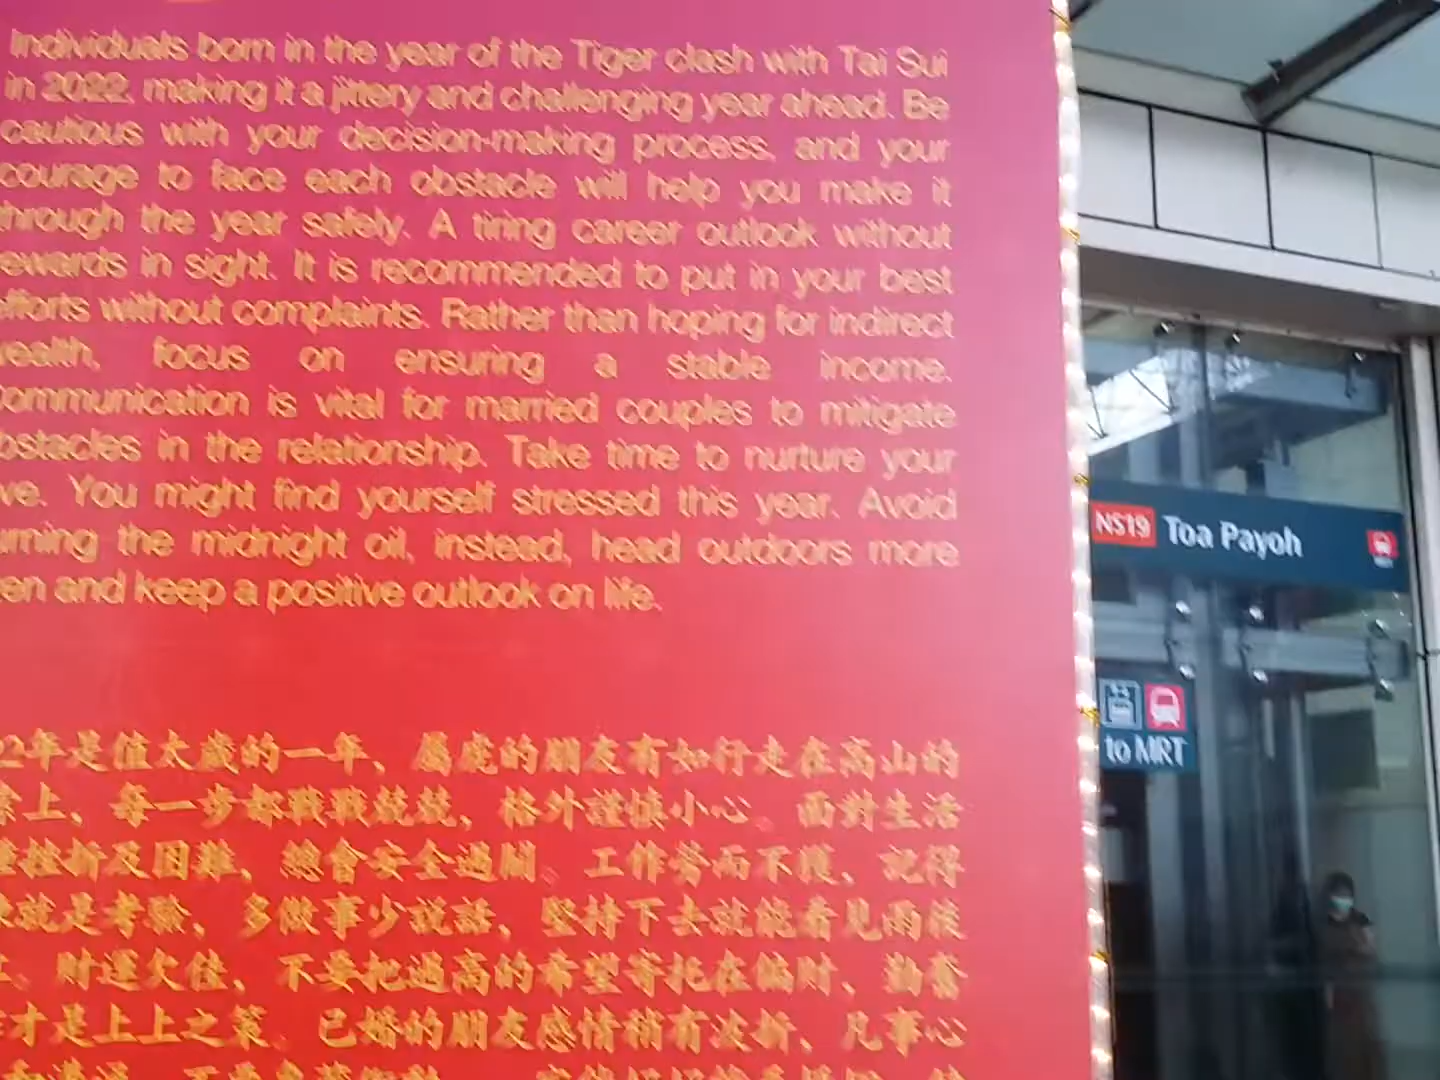 Individuals born in the year of the Tiger clash with Tai Sui
in 2022, making it a jittery and challenging year ahead. Be
cautious with your decision-making process, and your
courage to face each obstacle will help you make it
through the year safely. A tiring career outlook without
ewards in sight. It is recommended to put in your best
efforts without complaints. Rather than hoping for indirect
ealth, focus on ensuring a stable income.
ommunication is vital for married couples to mitigate
bstacles in the relationship. Take time to nurture your
ve. You might find yourself stressed this year. Avoid
urning the midnight oil, instead, head outdoors more
en and keep a positive outlook on life.
2年是值太歲的一年、屬虎的朋友有如行走在高山的
上、每一步都戰戰兢兢、格外謹慎小心。面對生活
挫折及困難、總會安全過關。工作勞而不獲、記得
就是考驗、多做事少說話、堅持下去就能看見雨後
、財運欠佳、不要把過高的希望寄托在偏財、勤奮
才是上上之策。已婚的朋友感情稍有波折、凡事心
NS19 Toa Payoh
MRT
to MRT